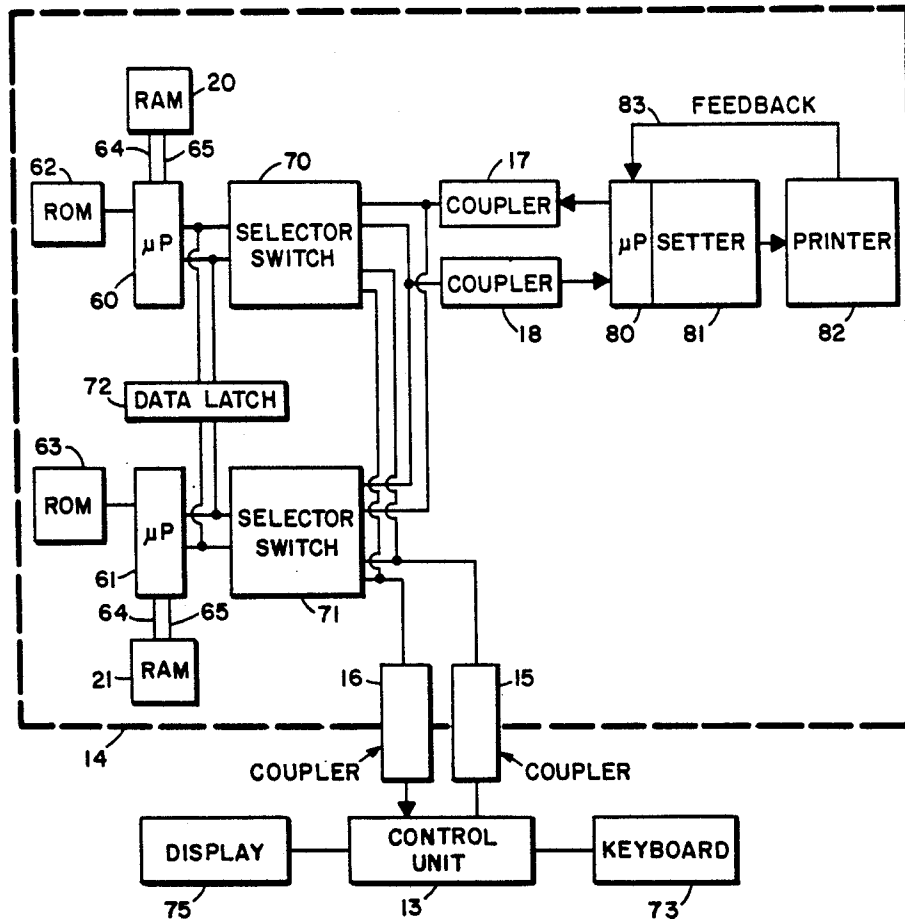 20
RAM
83 FEEDBACK
64 65
62
70
17
ROM
µP
SELECTOR
SWITCH
COUPLER
µP SETTER
PRINTER
COUPLER
60
18
80 81 82
72
DATA LATCH
63
ROM
µP
SELECTOR
SWITCH
61
64 65
71
21
RAM
16
15
14
COUPLER
COUPLER
DISPLAY
CONTROL
UNIT
KEYBOARD
75
13
73